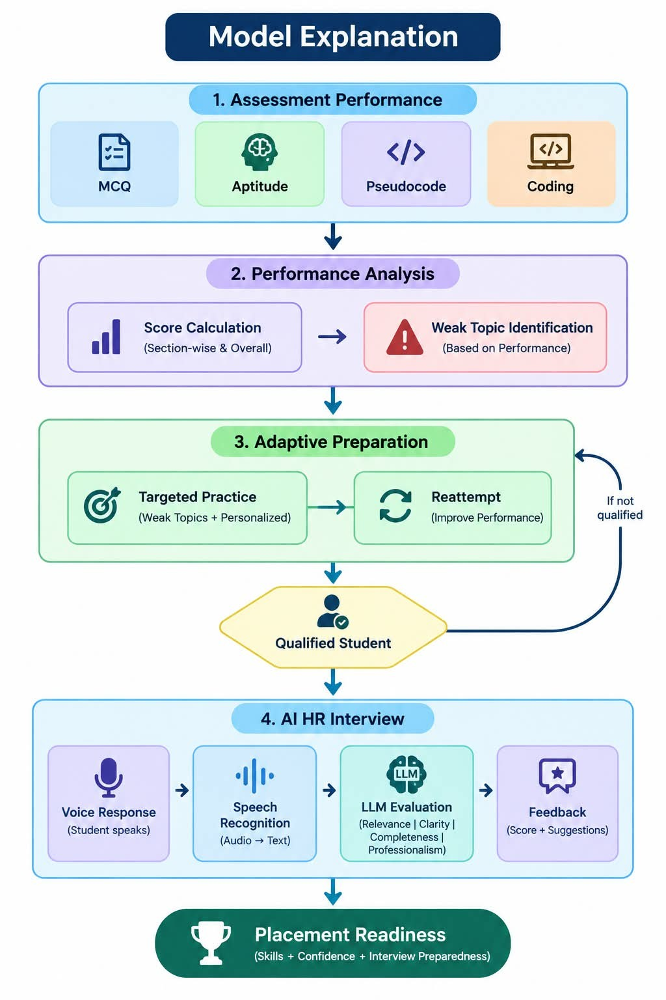 Model Explanation
1. Assessment Performance
MCQ
Aptitude
</>
Pseudocode
</>
Coding
2. Performance Analysis
Score Calculation
(Section-wise & Overall)
Weak Topic Identification
(Based on Performance)
3. Adaptive Preparation
Targeted Practice
(Weak Topics + Personalized)
Reattempt
(Improve Performance)
If not
qualified
Qualified Student
4. AI HR Interview
Voice Response
(Student speaks)
Speech
Recognition
(Audio → Text)
LLM
LLM Evaluation
(Relevance | Clarity |
Completeness |
Professionalism)
Feedback
(Score + Suggestions)
Placement Readiness
(Skills + Confidence + Interview Preparedness)